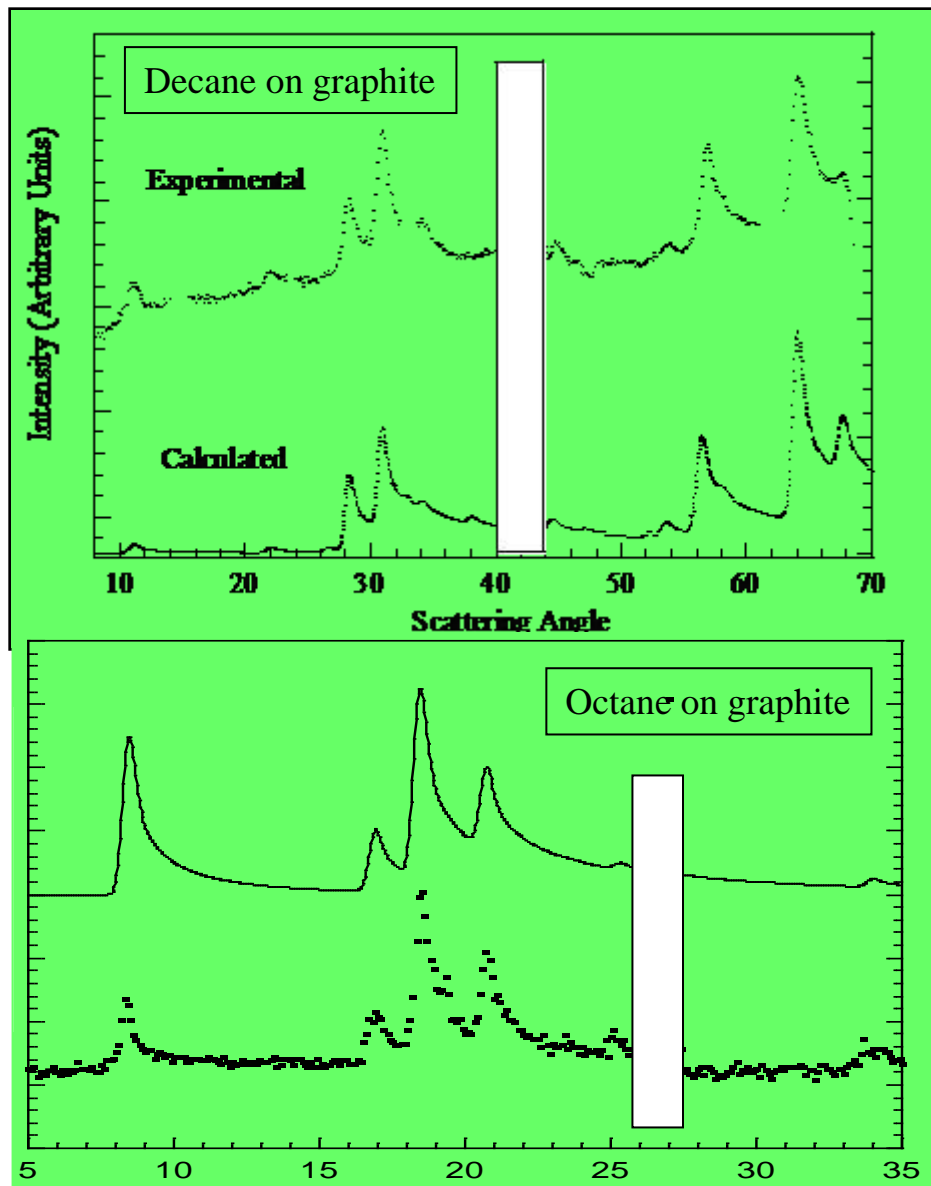 Decane on graphite
Intensity (Arbitrary Units)
Experimental
Calculated
10 20 30 40 50 60 70
Scattering Angle
Octane on graphite
5 10 15 20 25 30 35